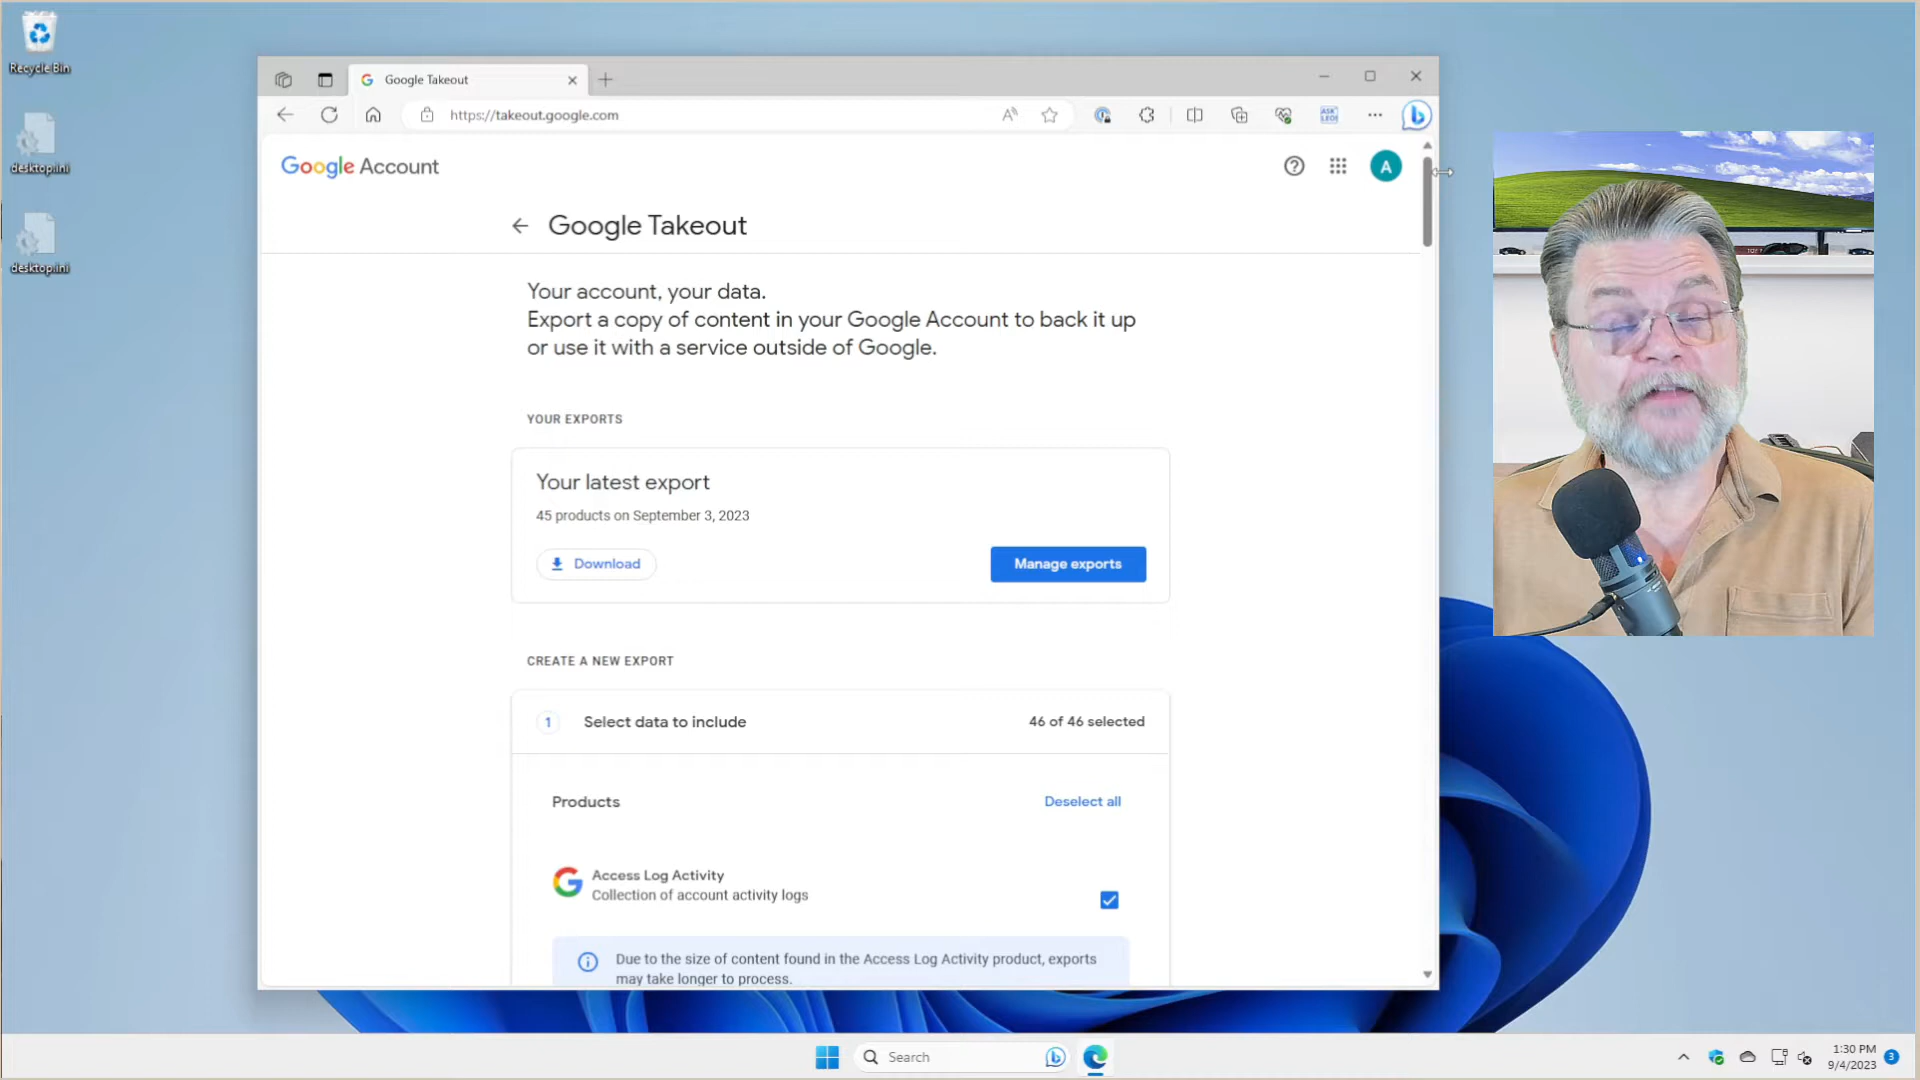 Recycle Bin
desktop.ini
desktop.ini
Google Takeout
https://takeout.google.com
ASK
LEO!
Google Account
A
Google Takeout
Your account, your data.
Export a copy of content in your Google Account to back it up
or use it with a service outside of Google.
YOUR EXPORTS
Your latest export
45 products on September 3, 2023
Download
Manage exports
CREATE A NEW EXPORT
1 Select data to include
46 of 46 selected
Products
Deselect all
Access Log Activity
Collection of account activity logs
Due to the size of content found in the Access Log Activity product, exports
may take longer to process.
Search
1:30 PM
9/4/2023
3